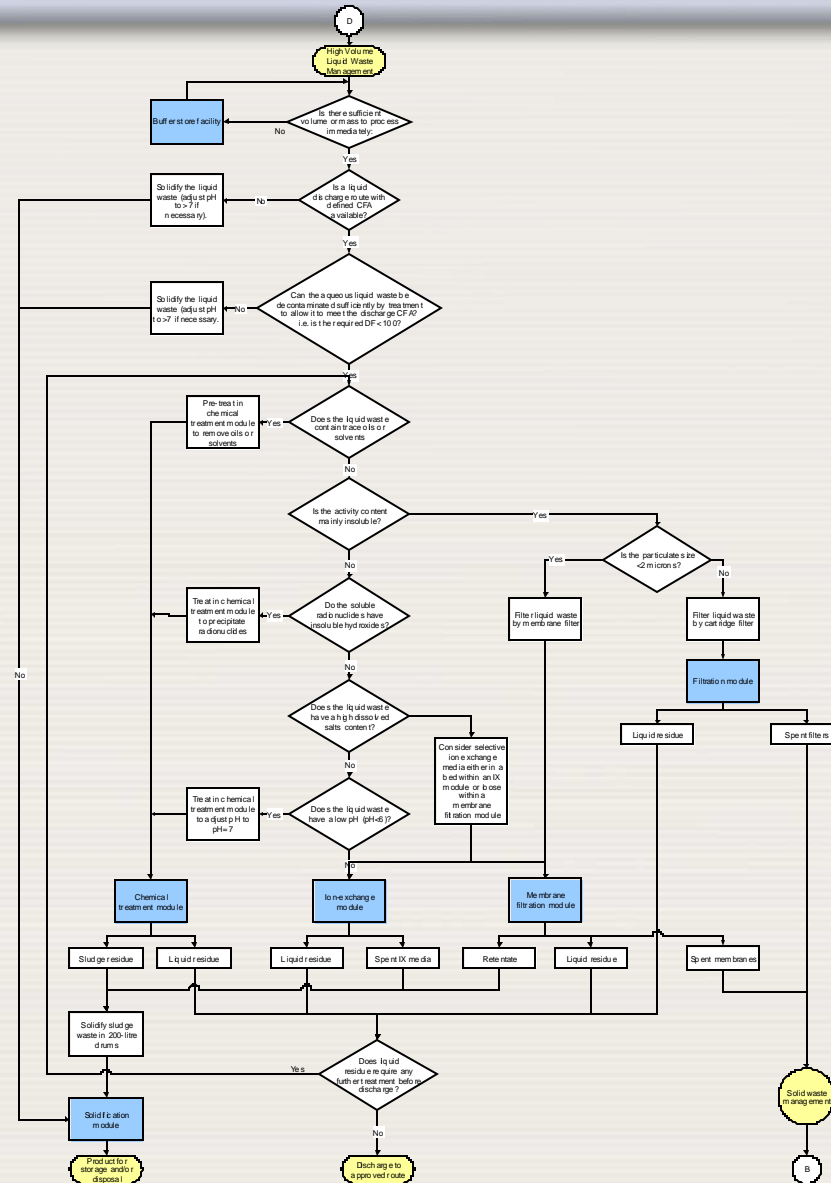 D
High Volume
Liquid Waste
Management
Is there sufficient
volume or mass to process
immediately:
Buffer store facility
No
Yes
Is a liquid
discharge route with
defined CFA
available?
Solidify the liquid
waste (adjust pH
to >7 if
necessary).
No
Yes
Can the aqueous liquid waste be
decontaminated sufficiently by treatment
to allow it to meet the discharge CFA?
i.e. is the required DF < 100?
Solidify the liquid
waste (adjust pH
to >7 if necessary.
No
Yes
Does the liquid waste
contain trace oils or
solvents
Pre-treat in
chemical
treatment module
to remove oils or
solvents
Yes
No
Is the activity content
mainly insoluble?
Yes
No
Is the particulate size
<2 microns?
Yes
No
Do the soluble
radionuclides have
insoluble hydroxides?
Treat in chemical
treatment module
to precipitate
radionuclides
Yes
No
Filter liquid waste
by membrane filter
Filter liquid waste
by cartridge filter
Filtration module
No
Does the liquid waste
have a high dissolved
salts content?
No
Liquid residue
Spent filters
Consider selective
ion exchange
media either in a
bed within an IX
module or lose
within a
membrane
filtration module
Does the liquid waste
have a low pH (pH<6)?
Treat in chemical
treatment module
to adjust pH to
pH=7
Yes
No
Chemical
treatment module
Ion-exchange
module
Membrane
filtration module
Sludge residue
Liquid residue
Liquid residue
Spent IX media
Retentate
Liquid residue
Spent membranes
Solidify sludge
waste in 200-litre
drums
Does liquid
residue require any
further treatment before
discharge?
Yes
No
Solidification
module
Solid waste
management
Product for
storage and/or
disposal
Discharge to
approved route
B